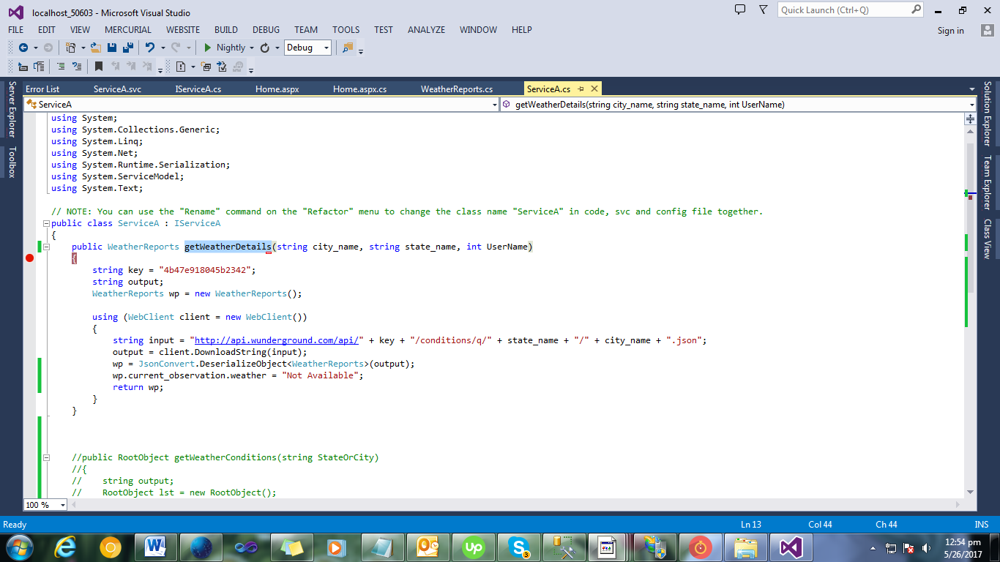 localhost_50603 - Microsoft Visual Studio
Quick Launch (Ctrl+Q)
FILE EDIT VIEW MERCURIAL WEBSITE BUILD DEBUG TEAM TOOLS TEST ANALYZE WINDOW HELP
Sign in
Nightly
Debug
Server Explorer
Toolbox
Error List ServiceA.svc IServiceA.cs Home.aspx Home.aspx.cs WeatherReports.cs ServiceA.cs
ServiceA
getWeatherDetails(string city_name, string state_name, int UserName)
using System;
using System.Collections.Generic;
using System.Linq;
using System.Net;
using System.Runtime.Serialization;
using System.ServiceModel;
using System.Text;
// NOTE: You can use the "Rename" command on the "Refactor" menu to change the class name "ServiceA" in code, svc and config file together.
public class ServiceA : IServiceA
{
public WeatherReports getWeatherDetails(string city_name, string state_name, int UserName)
{
string key = "4b47e918045b2342";
string output;
WeatherReports wp = new WeatherReports();
using (WebClient client = new WebClient())
{
string input = "http://api.wunderground.com/api/" + key + "/conditions/q/" + state_name + "/" + city_name + ".json";
output = client.DownloadString(input);
wp = JsonConvert.DeserializeObject<WeatherReports>(output);
wp.current_observation.weather = "Not Available";
return wp;
}
}
//public RootObject getWeatherConditions(string StateOrCity)
//{
// string output;
// RootObject lst = new RootObject();
Solution Explorer
Team Explorer
Class View
100 %
Ready
Ln 13 Col 44 Ch 44 INS
W
up
S
3
12:54 pm
5/26/2017